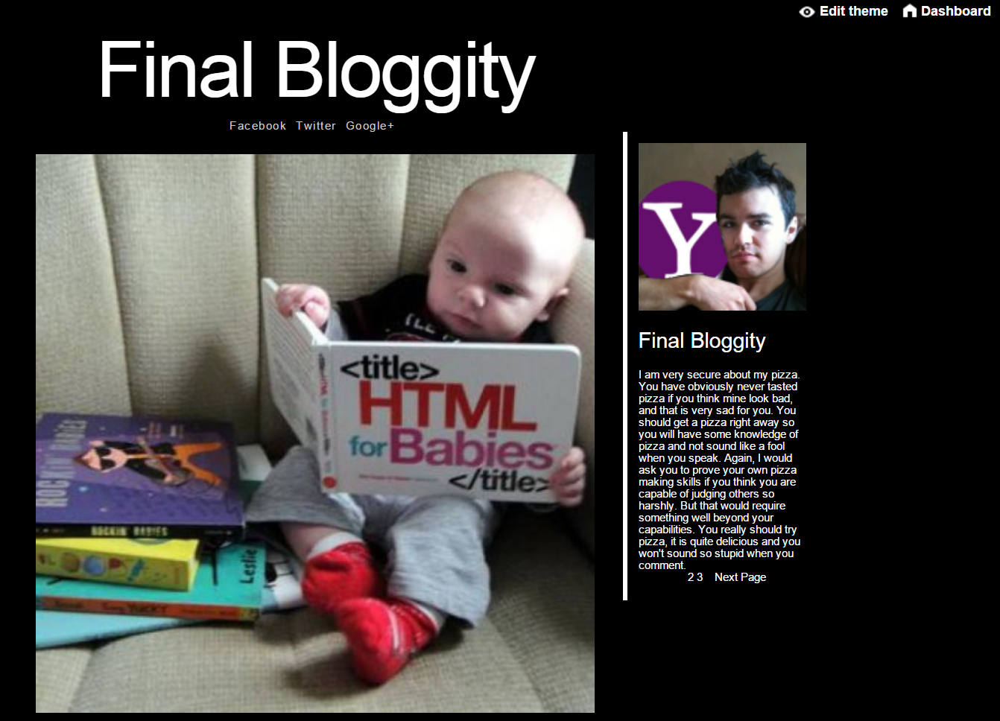 Edit theme Dashboard
Final Bloggity
Facebook Twitter Google+
Y
<title>
HTML
for Babies
</title>
ROCKIN' BABIES
ROCKIN' BABIES
Leslie
Final Bloggity
I am very secure about my pizza.
You have obviously never tasted
pizza if you think mine look bad,
and that is very sad for you. You
should get a pizza right away so
you will have some knowledge of
pizza and not sound like a fool
when you speak. Again, I would
ask you to prove your own pizza
making skills if you think you are
capable of judging others so
harshly. But that would require
something well beyond your
capabilities. You really should try
pizza, it is quite delicious and you
won't sound so stupid when you
comment.
2 3 Next Page